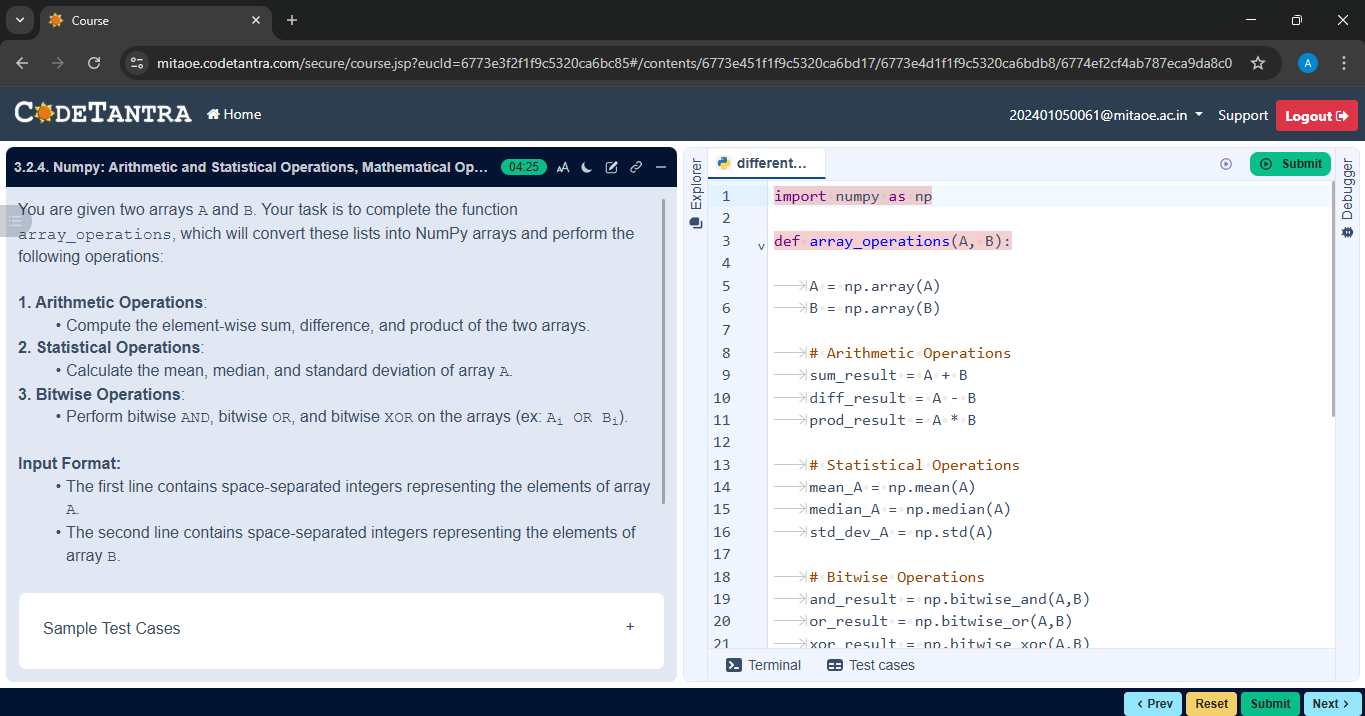 Course
mitaoe.codetantra.com/secure/course.jsp?eucId=6773e3f2f1f9c5320ca6bc85#/contents/6773e451f1f9c5320ca6bd17/6773e4d1f1f9c5320ca6bdb8/6774ef2cf4ab787eca9da8c0
A
CODETANTRA
Home
202401050061@mitaoe.ac.in
Support
Logout
3.2.4. Numpy: Arithmetic and Statistical Operations, Mathematical Op...
04:25
AA
You are given two arrays A and B. Your task is to complete the function
array_operations, which will convert these lists into NumPy arrays and perform the
following operations:
1. Arithmetic Operations:
• Compute the element-wise sum, difference, and product of the two arrays.
2. Statistical Operations:
• Calculate the mean, median, and standard deviation of array A.
3. Bitwise Operations:
• Perform bitwise AND, bitwise OR, and bitwise XOR on the arrays (ex: Ai OR Bi).
Input Format:
• The first line contains space-separated integers representing the elements of array
A.
• The second line contains space-separated integers representing the elements of
array B.
Sample Test Cases
+
Explorer
different...
Submit
Debugger
1 import numpy as np
2
3 def array_operations(A, B):
4
5 A = np.array(A)
6 B = np.array(B)
7
8 # Arithmetic Operations
9 sum_result = A + B
10 diff_result = A - B
11 prod_result = A * B
12
13 # Statistical Operations
14 mean_A = np.mean(A)
15 median_A = np.median(A)
16 std_dev_A = np.std(A)
17
18 # Bitwise Operations
19 and_result = np.bitwise_and(A,B)
20 or_result = np.bitwise_or(A,B)
21 xor_result = np.bitwise_xor(A,B)
Terminal
Test cases
< Prev
Reset
Submit
Next >